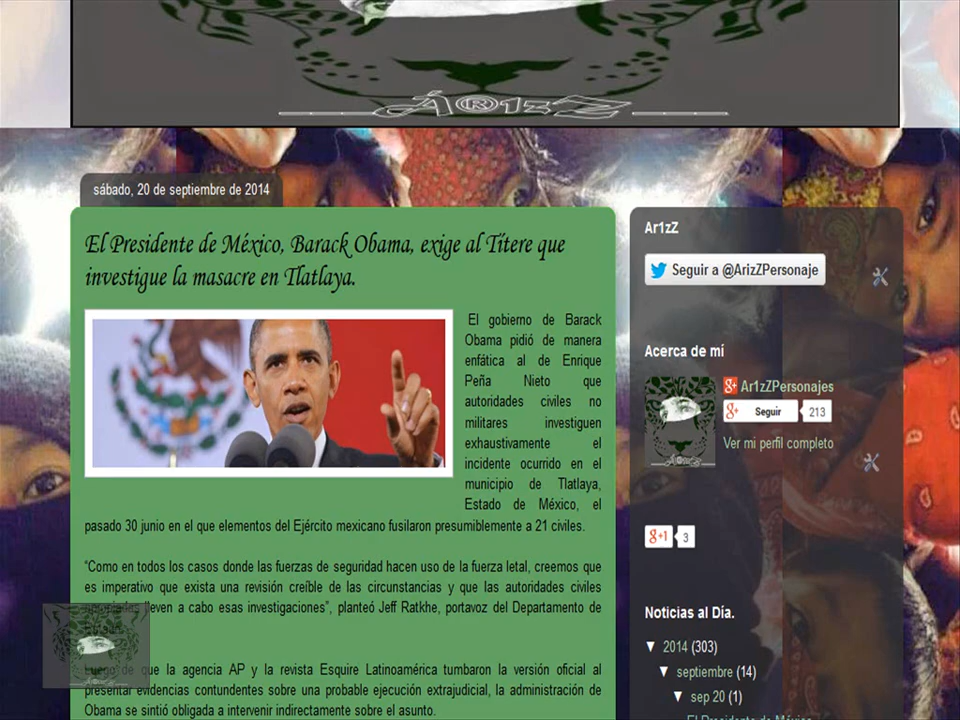 Á®1zZ
sábado, 20 de septiembre de 2014
El Presidente de México, Barack Obama, exige al Títere que
investigue la masacre en Tlatlaya.
El gobierno de Barack
Obama pidió de manera
enfática al de Enrique
Peña Nieto que
autoridades civiles no
militares investiguen
exhaustivamente el
incidente ocurrido en el
municipio de Tlatlaya,
Estado de México, el
pasado 30 junio en el que elementos del Ejército mexicano fusilaron presumiblemente a 21 civiles.
“Como en todos los casos donde las fuerzas de seguridad hacen uso de la fuerza letal, creemos que
es imperativo que exista una revisión creíble de las circunstancias y que las autoridades civiles
lleven a cabo esas investigaciones”, planteó Jeff Ratkhe, portavoz del Departamento de
Luego de que la agencia AP y la revista Esquire Latinoamérica tumbaron la versión oficial al
presentar evidencias contundentes sobre una probable ejecución extrajudicial, la administración de
Obama se sintió obligada a intervenir indirectamente sobre el asunto.
Ar1zZ
Seguir a @ArizZPersonaje
Acerca de mí
g+ Ar1zZPersonajes
g+ Seguir 213
Ver mi perfil completo
g+1 3
Noticias al Día.
▼ 2014 (303)
▼ septiembre (14)
▼ sep 20 (1)
El Presidente de México,